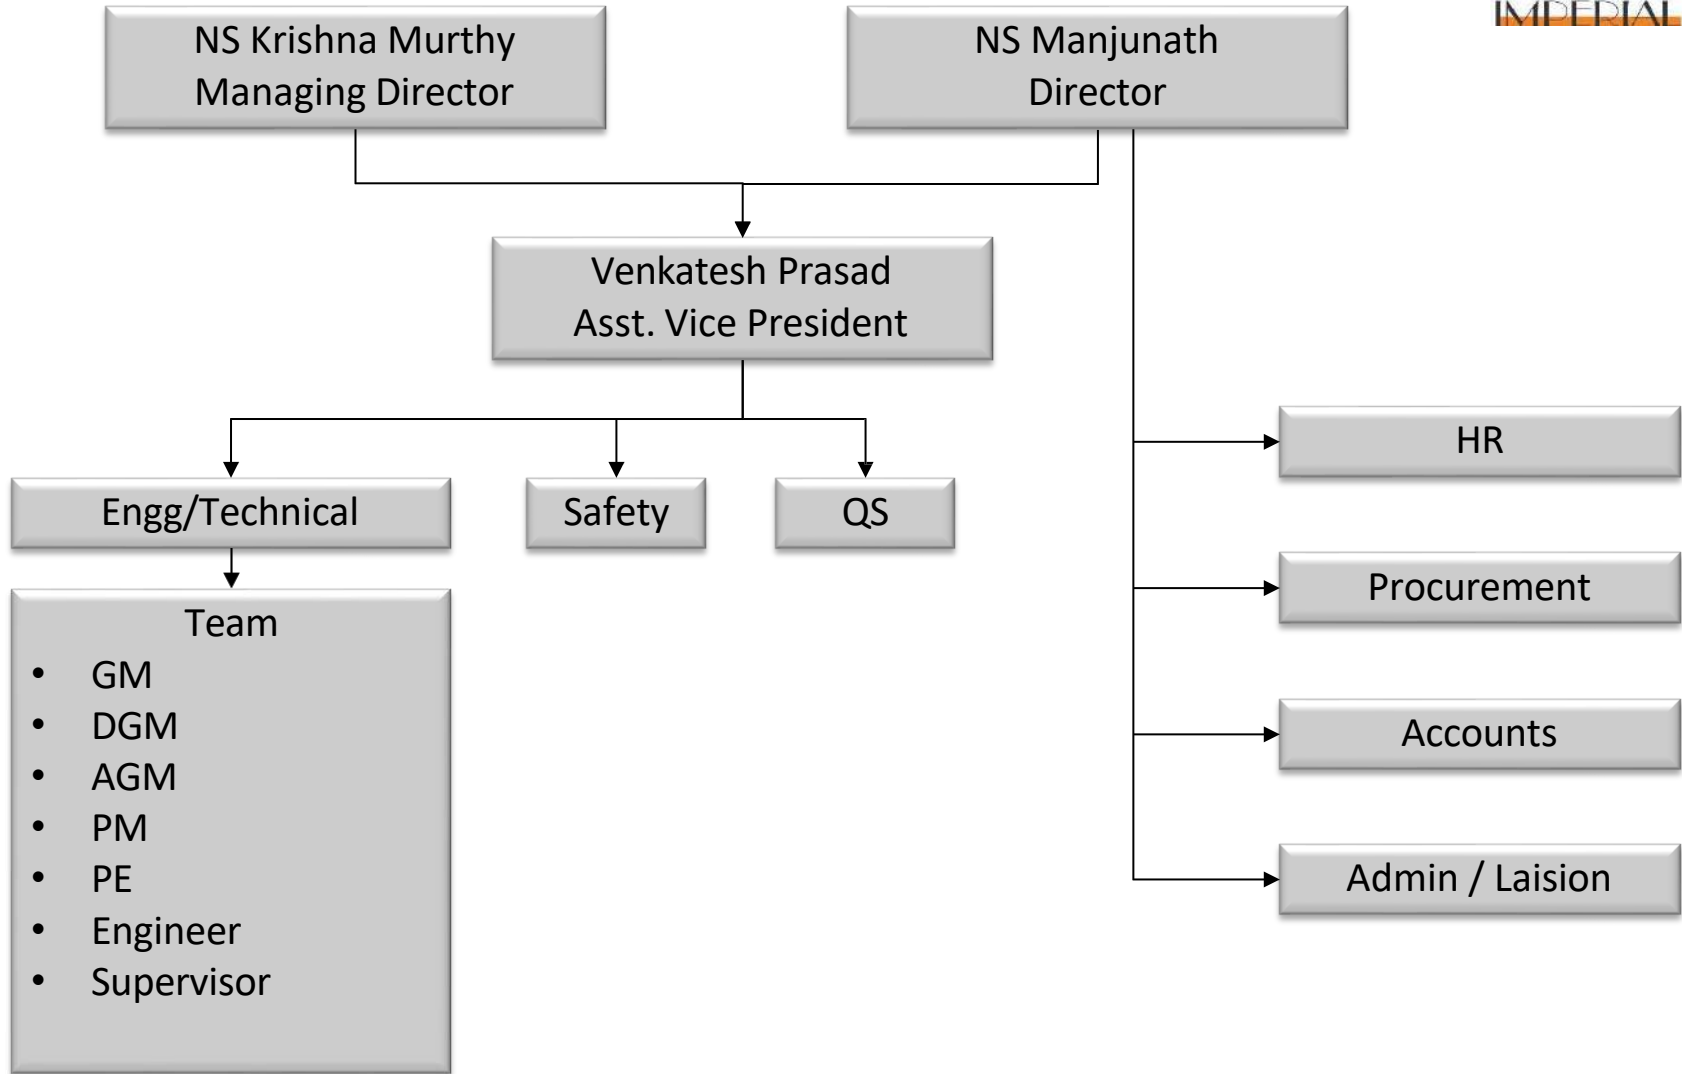 IMPERIAL
NS Krishna Murthy
Managing Director
NS Manjunath
Director
Venkatesh Prasad
Asst. Vice President
Engg/Technical
Safety
QS
HR
Procurement
Accounts
Admin / Laision
Team
• GM
• DGM
• AGM
• PM
• PE
• Engineer
• Supervisor